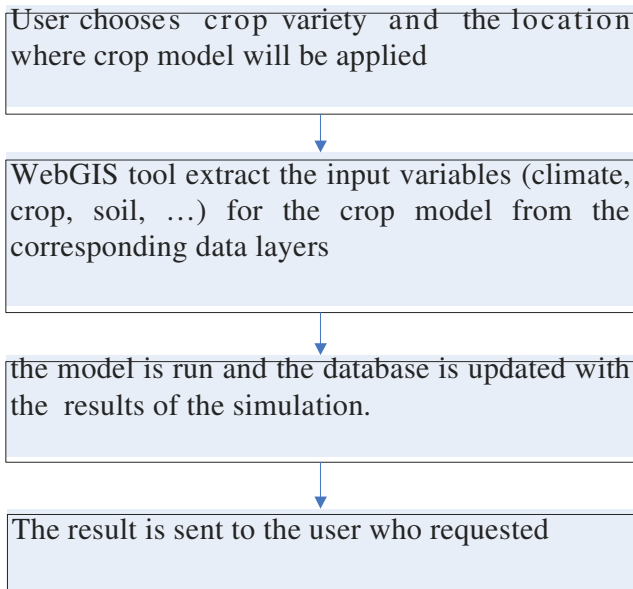 User chooses crop variety and the location
where crop model will be applied
WebGIS tool extract the input variables (climate,
crop, soil, …) for the crop model from the
corresponding data layers
the model is run and the database is updated with
the results of the simulation.
The result is sent to the user who requested